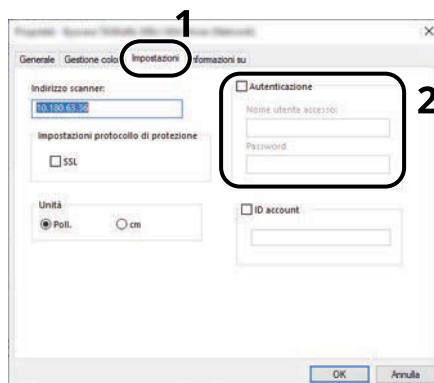 1
Generale Gestione colo Impostazioni nformazioni su
2
Indirizzo scanner:
10.180.63.36
Autenticazione
Nome utente accesso:
Password
Impostazioni protocollo di protezione
SSL
Unità
Poll. cm
ID account
OK Annulla